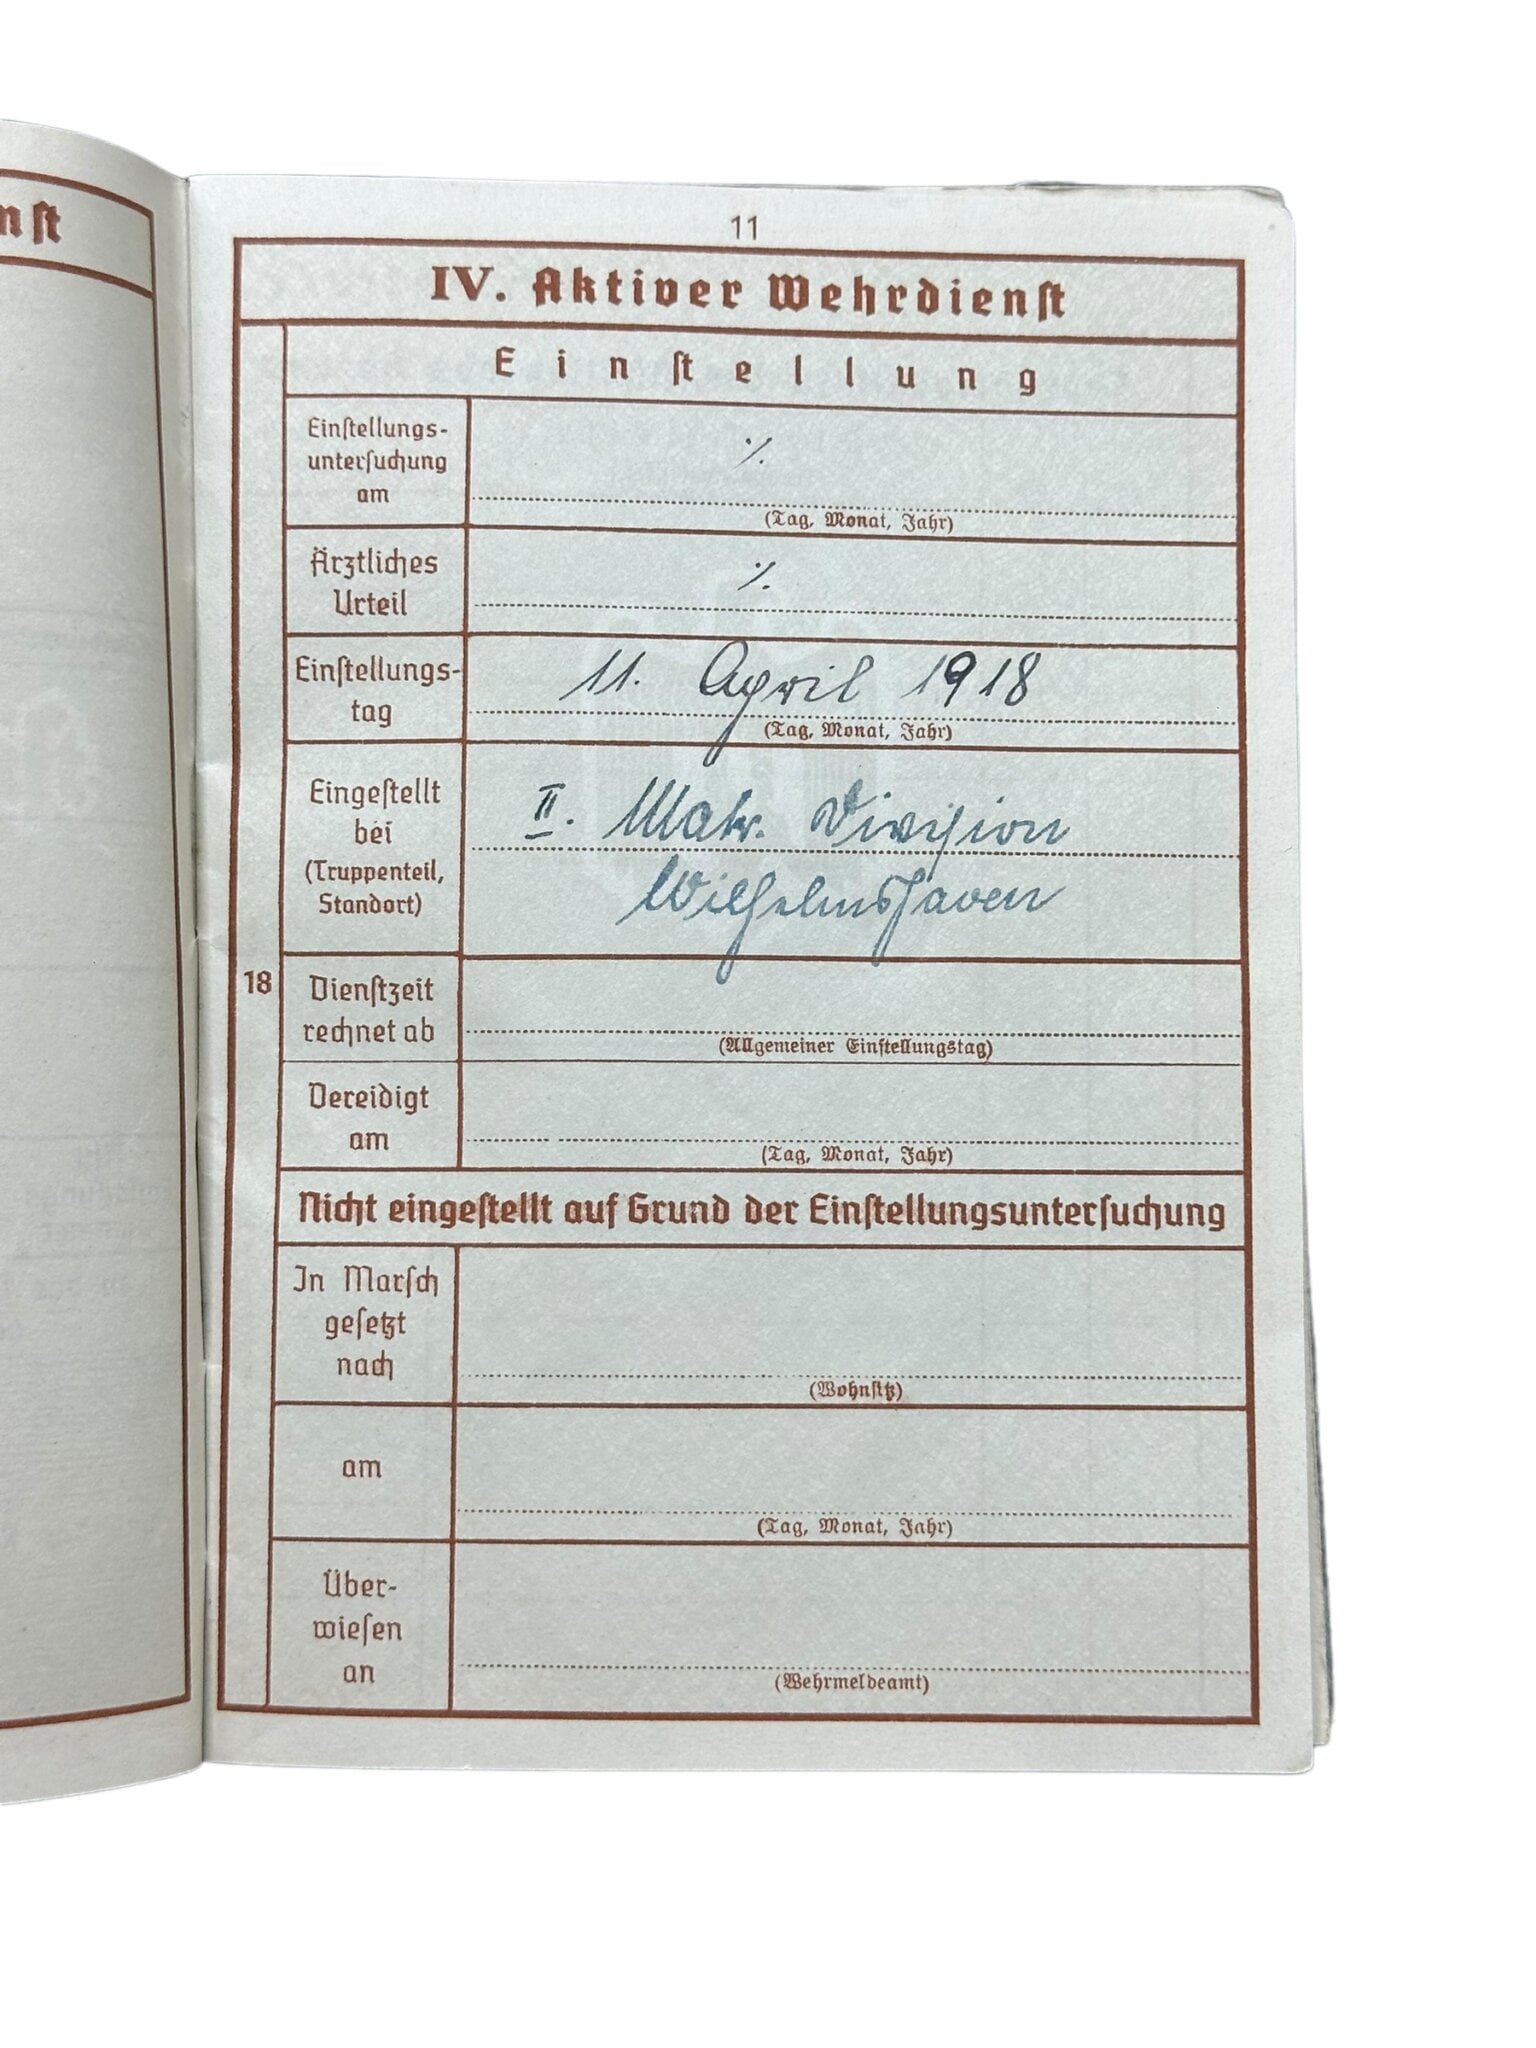 nst
11
IV. Aktiver Wehrdienst
Einstellung
Einstellungs-
untersuchung
am
·/.
(Tag, Monat, Jahr)
Ärztliches
Urteil
·/.
Einstellungs-
tag
11. April 1918
(Tag, Monat, Jahr)
Eingestellt
bei
(Truppenteil,
Standort)
II. Matr. Division
Wilhelmshaven
18
Dienstzeit
rechnet ab
(Allgemeiner Einstellungstag)
Vereidigt
am
(Tag, Monat, Jahr)
Nicht eingestellt auf Grund der Einstellungsuntersuchung
In Marsch
gesetzt
nach
(Wohnsitz)
am
(Tag, Monat, Jahr)
Über-
wiesen
an
(Wehrmeldeamt)